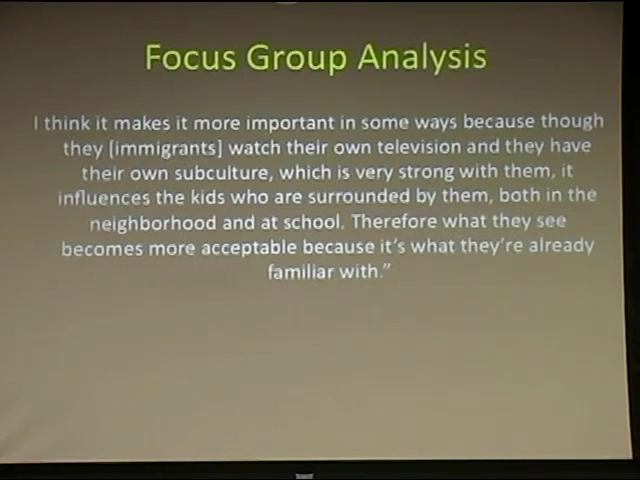 Focus Group Analysis
I think it makes it more important in some ways because though
they [immigrants] watch their own television and they have
their own subculture, which is very strong with them, it
influences the kids who are surrounded by them, both in the
neighborhood and at school. Therefore what they see
becomes more acceptable because it's what they're already
familiar with."